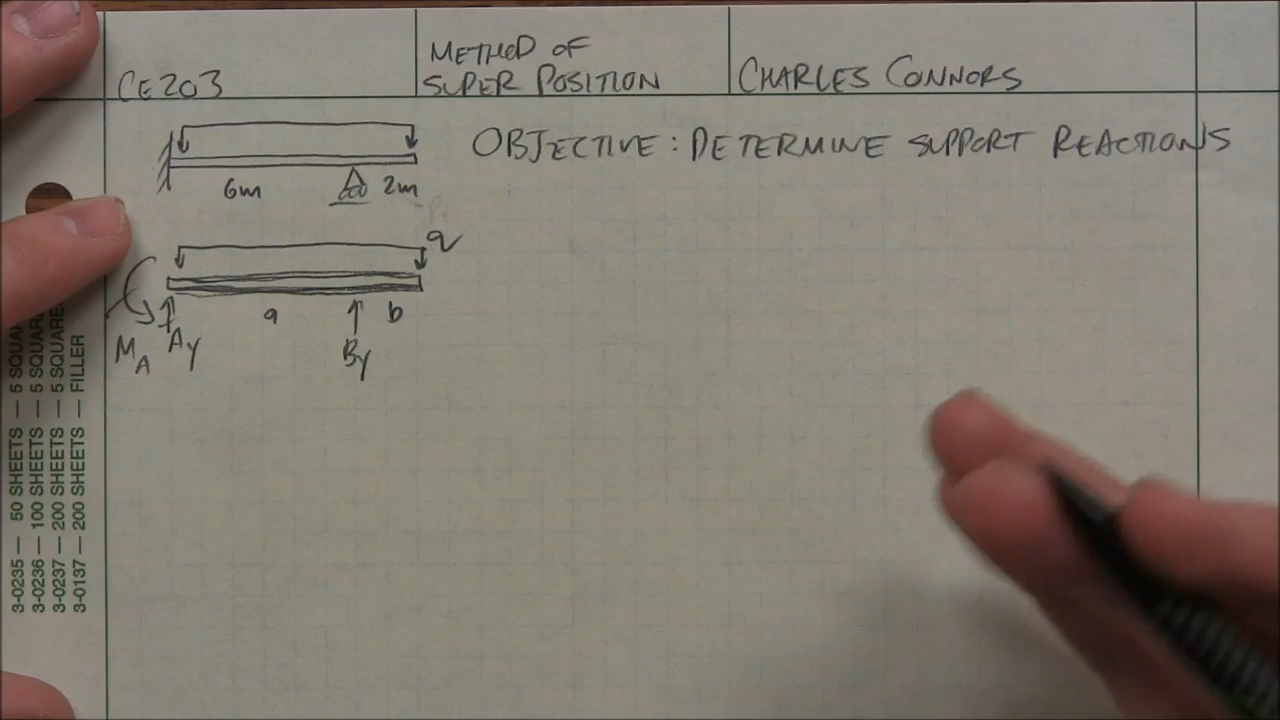 CE203
METHOD OF
SUPER POSITION
CHARLES CONNORS
OBJECTIVE: DETERMINE SUPPORT REACTIONS
6m
2m
q
a
b
MA
Ay
By
3-0235 — 50 SHEETS — 5 SQUARES
3-0236 — 100 SHEETS — 5 SQUARE
3-0237 — 200 SHEETS — 5 SQUARE
3-0137 — 200 SHEETS — FILLER